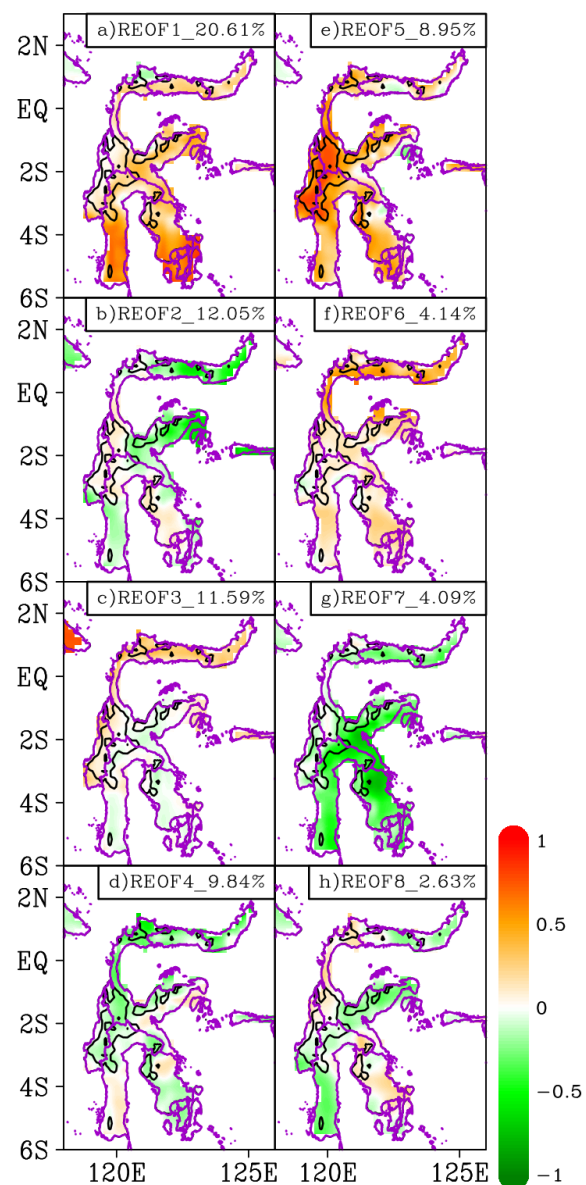 a)REOF1_20.61%
e)REOF5_8.95%
2N
EQ
2S
4S
6S
b)REOF2_12.05%
f)REOF6_4.14%
2N
EQ
2S
4S
6S
c)REOF3_11.59%
g)REOF7_4.09%
2N
EQ
2S
4S
6S
d)REOF4_9.84%
h)REOF8_2.63%
2N
EQ
2S
4S
6S
120E
125E
120E
125E
1
0.5
0
−0.5
−1